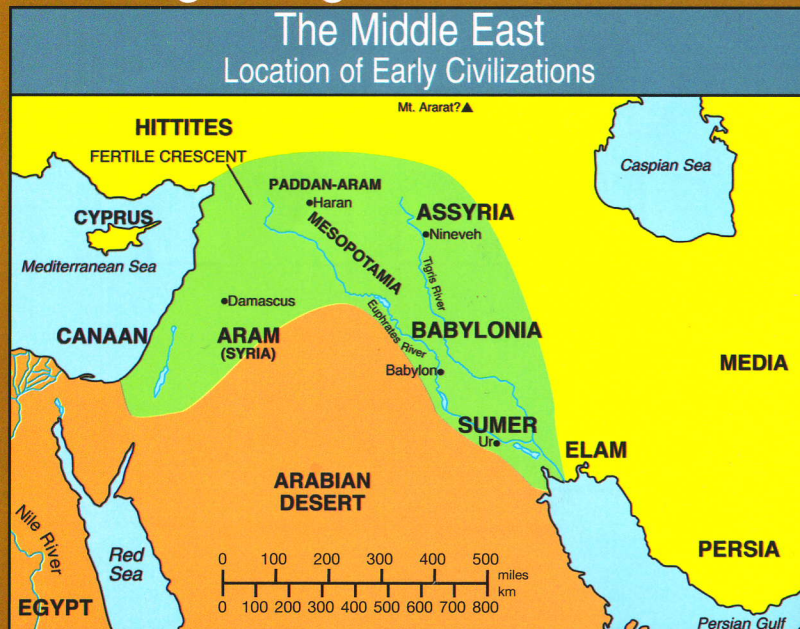 The Middle East
Location of Early Civilizations
Mt. Ararat?
HITTITES
FERTILE CRESCENT
Caspian Sea
PADDAN-ARAM
Haran
ASSYRIA
CYPRUS
MESOPOTAMIA
Nineveh
Mediterranean Sea
Tigris River
Damascus
Euphrates River
CANAAN
ARAM
(SYRIA)
BABYLONIA
MEDIA
Babylon
SUMER
Ur
ELAM
ARABIAN
DESERT
Nile River
Red
Sea
PERSIA
0 100 200 300 400 500
miles
km
0 100 200 300 400 500 600 700 800
EGYPT
Persian Gulf